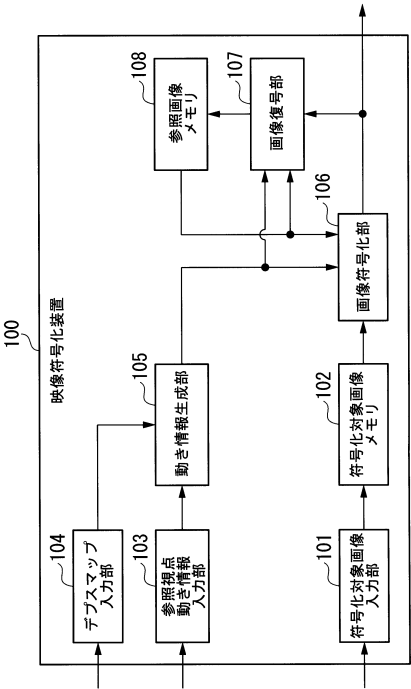 100
映像符号化装置
104
デプスマップ
入力部
103
参照視点
動き情報
入力部
101
符号化対象画像
入力部
105
動き情報生成部
102
符号化対象画像
メモリ
108
参照画像
メモリ
107
画像復号部
106
画像符号化部